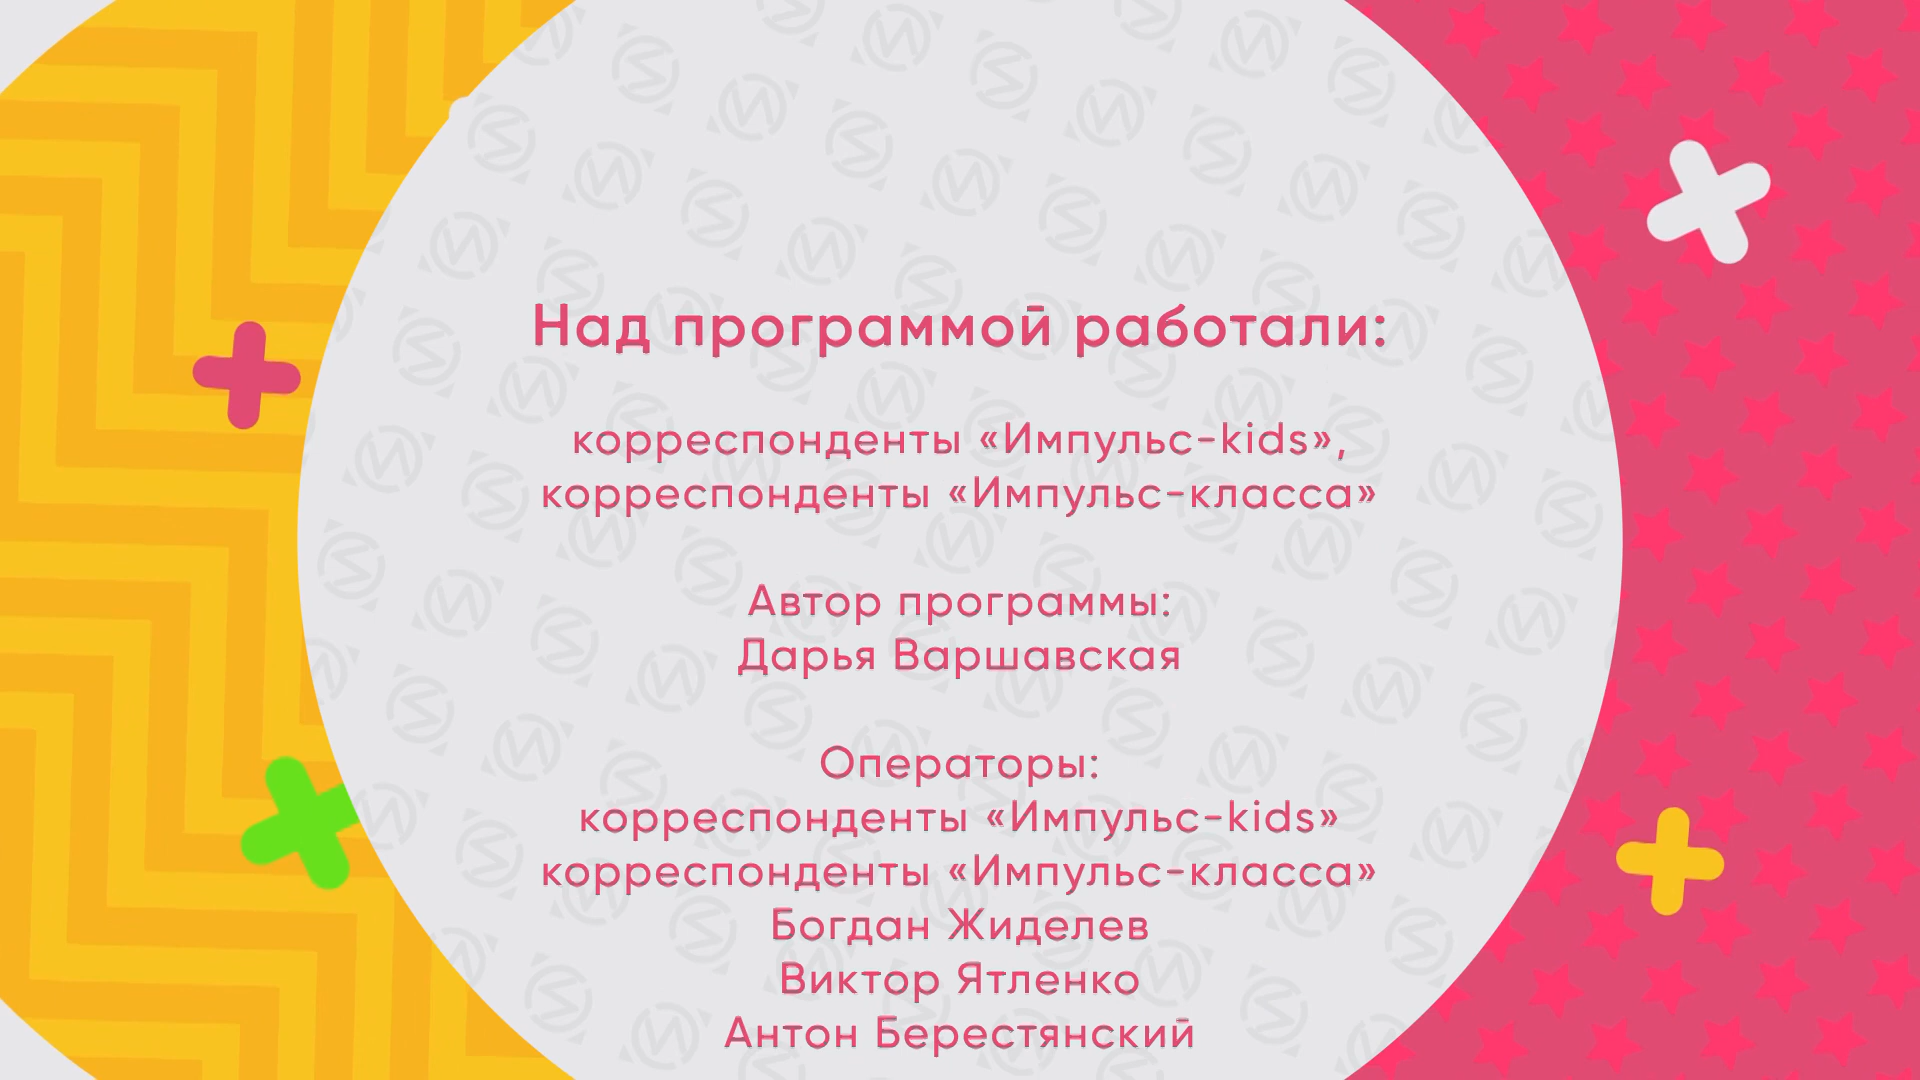 Над программой работали:
корреспонденты «Импульс-kids»,
корреспонденты «Импульс-класса»
Автор программы:
Дарья Варшавская
Операторы:
корреспонденты «Импульс-kids»
корреспонденты «Импульс-класса»
Богдан Жиделев
Виктор Ятленко
Антон Берестянский